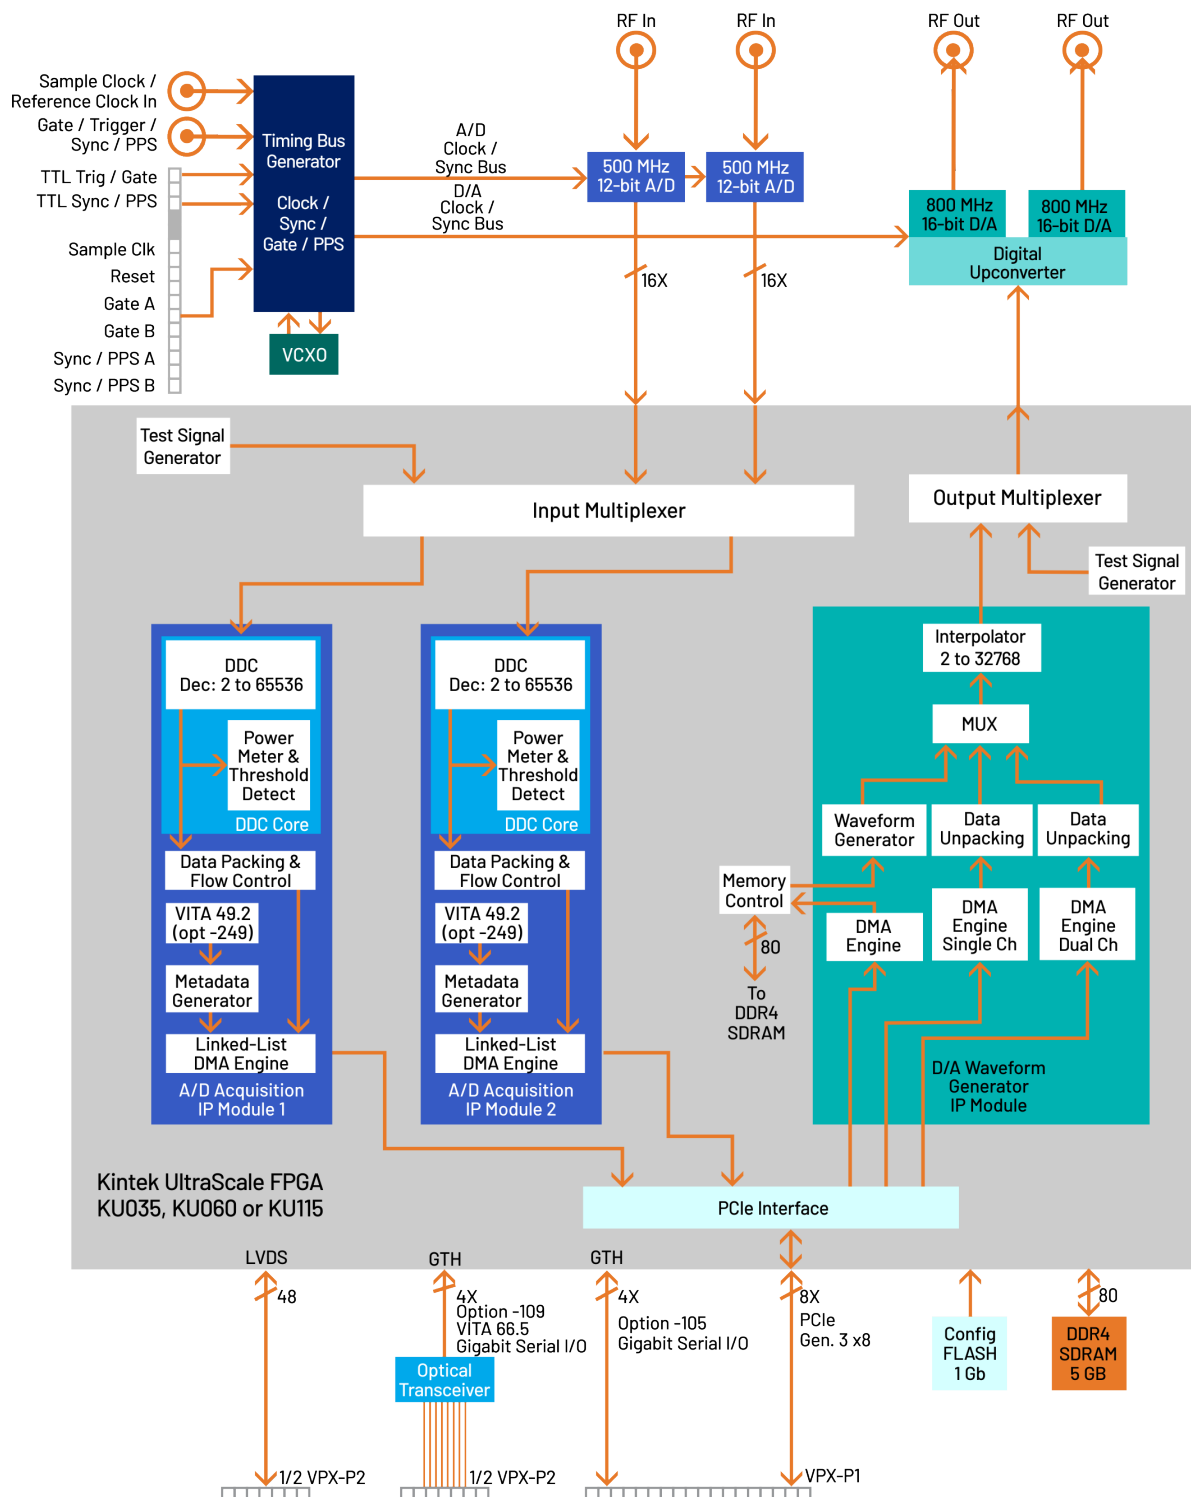 RF In
RF In
RF Out
RF Out
Sample Clock /
Reference Clock In
Gate / Trigger /
Sync / PPS
TTL Trig / Gate
TTL Sync / PPS
Sample Clk
Reset
Gate A
Gate B
Sync / PPS A
Sync / PPS B
Timing Bus
Generator
Clock /
Sync /
Gate / PPS
VCXO
A/D
Clock /
Sync Bus
D/A
Clock /
Sync Bus
500 MHz
12-bit A/D
500 MHz
12-bit A/D
16X
16X
800 MHz
16-bit D/A
800 MHz
16-bit D/A
Digital
Upconverter
Test Signal
Generator
Input Multiplexer
Output Multiplexer
Test Signal
Generator
DDC
Dec: 2 to 65536
Power
Meter &
Threshold
Detect
DDC Core
Data Packing &
Flow Control
VITA 49.2
(opt -249)
Metadata
Generator
Linked-List
DMA Engine
A/D Acquisition
IP Module 1
DDC
Dec: 2 to 65536
Power
Meter &
Threshold
Detect
DDC Core
Data Packing &
Flow Control
VITA 49.2
(opt -249)
Metadata
Generator
Linked-List
DMA Engine
A/D Acquisition
IP Module 2
Interpolator
2 to 32768
MUX
Waveform
Generator
Data
Unpacking
Data
Unpacking
Memory
Control
80
To
DDR4
SDRAM
DMA
Engine
DMA
Engine
Single Ch
DMA
Engine
Dual Ch
D/A Waveform
Generator
IP Module
Kintek UltraScale FPGA
KU035, KU060 or KU115
PCIe Interface
LVDS
GTH
GTH
48
4X
Option -109
VITA 66.5
Gigabit Serial I/O
Optical
Transceiver
4X
Option -105
Gigabit Serial I/O
8X
PCIe
Gen. 3 x8
Config
FLASH
1 Gb
80
DDR4
SDRAM
5 GB
1/2 VPX-P2
1/2 VPX-P2
VPX-P1